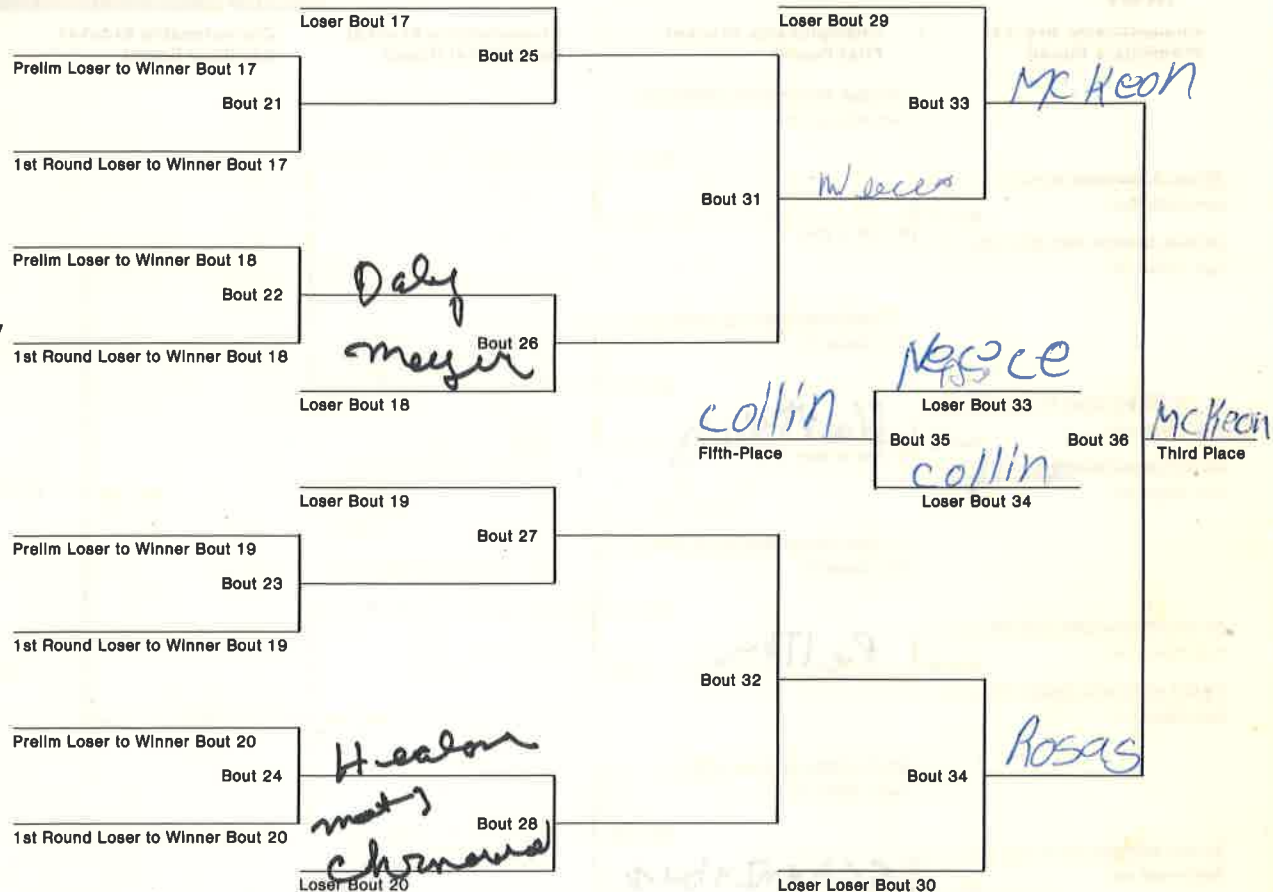 Loser Bout 17
Loser Bout 29
Bout 25
Prelim Loser to Winner Bout 17
McKeon
Bout 21
Bout 33
1st Round Loser to Winner Bout 17
Bout 31
Prelim Loser to Winner Bout 18
Daly
Bout 22
Meyer
Bout 26
1st Round Loser to Winner Bout 18
Loser Bout 18
Loser Bout 33
collin
Bout 35
Bout 36
McKeon
Fifth-Place
Third Place
collin
Loser Bout 34
Loser Bout 19
Bout 27
Prelim Loser to Winner Bout 19
Bout 23
1st Round Loser to Winner Bout 19
Bout 32
Prelim Loser to Winner Bout 20
Rosas
Bout 24
Bout 34
Bout 28
1st Round Loser to Winner Bout 20
Loser Bout 20
Loser Loser Bout 30